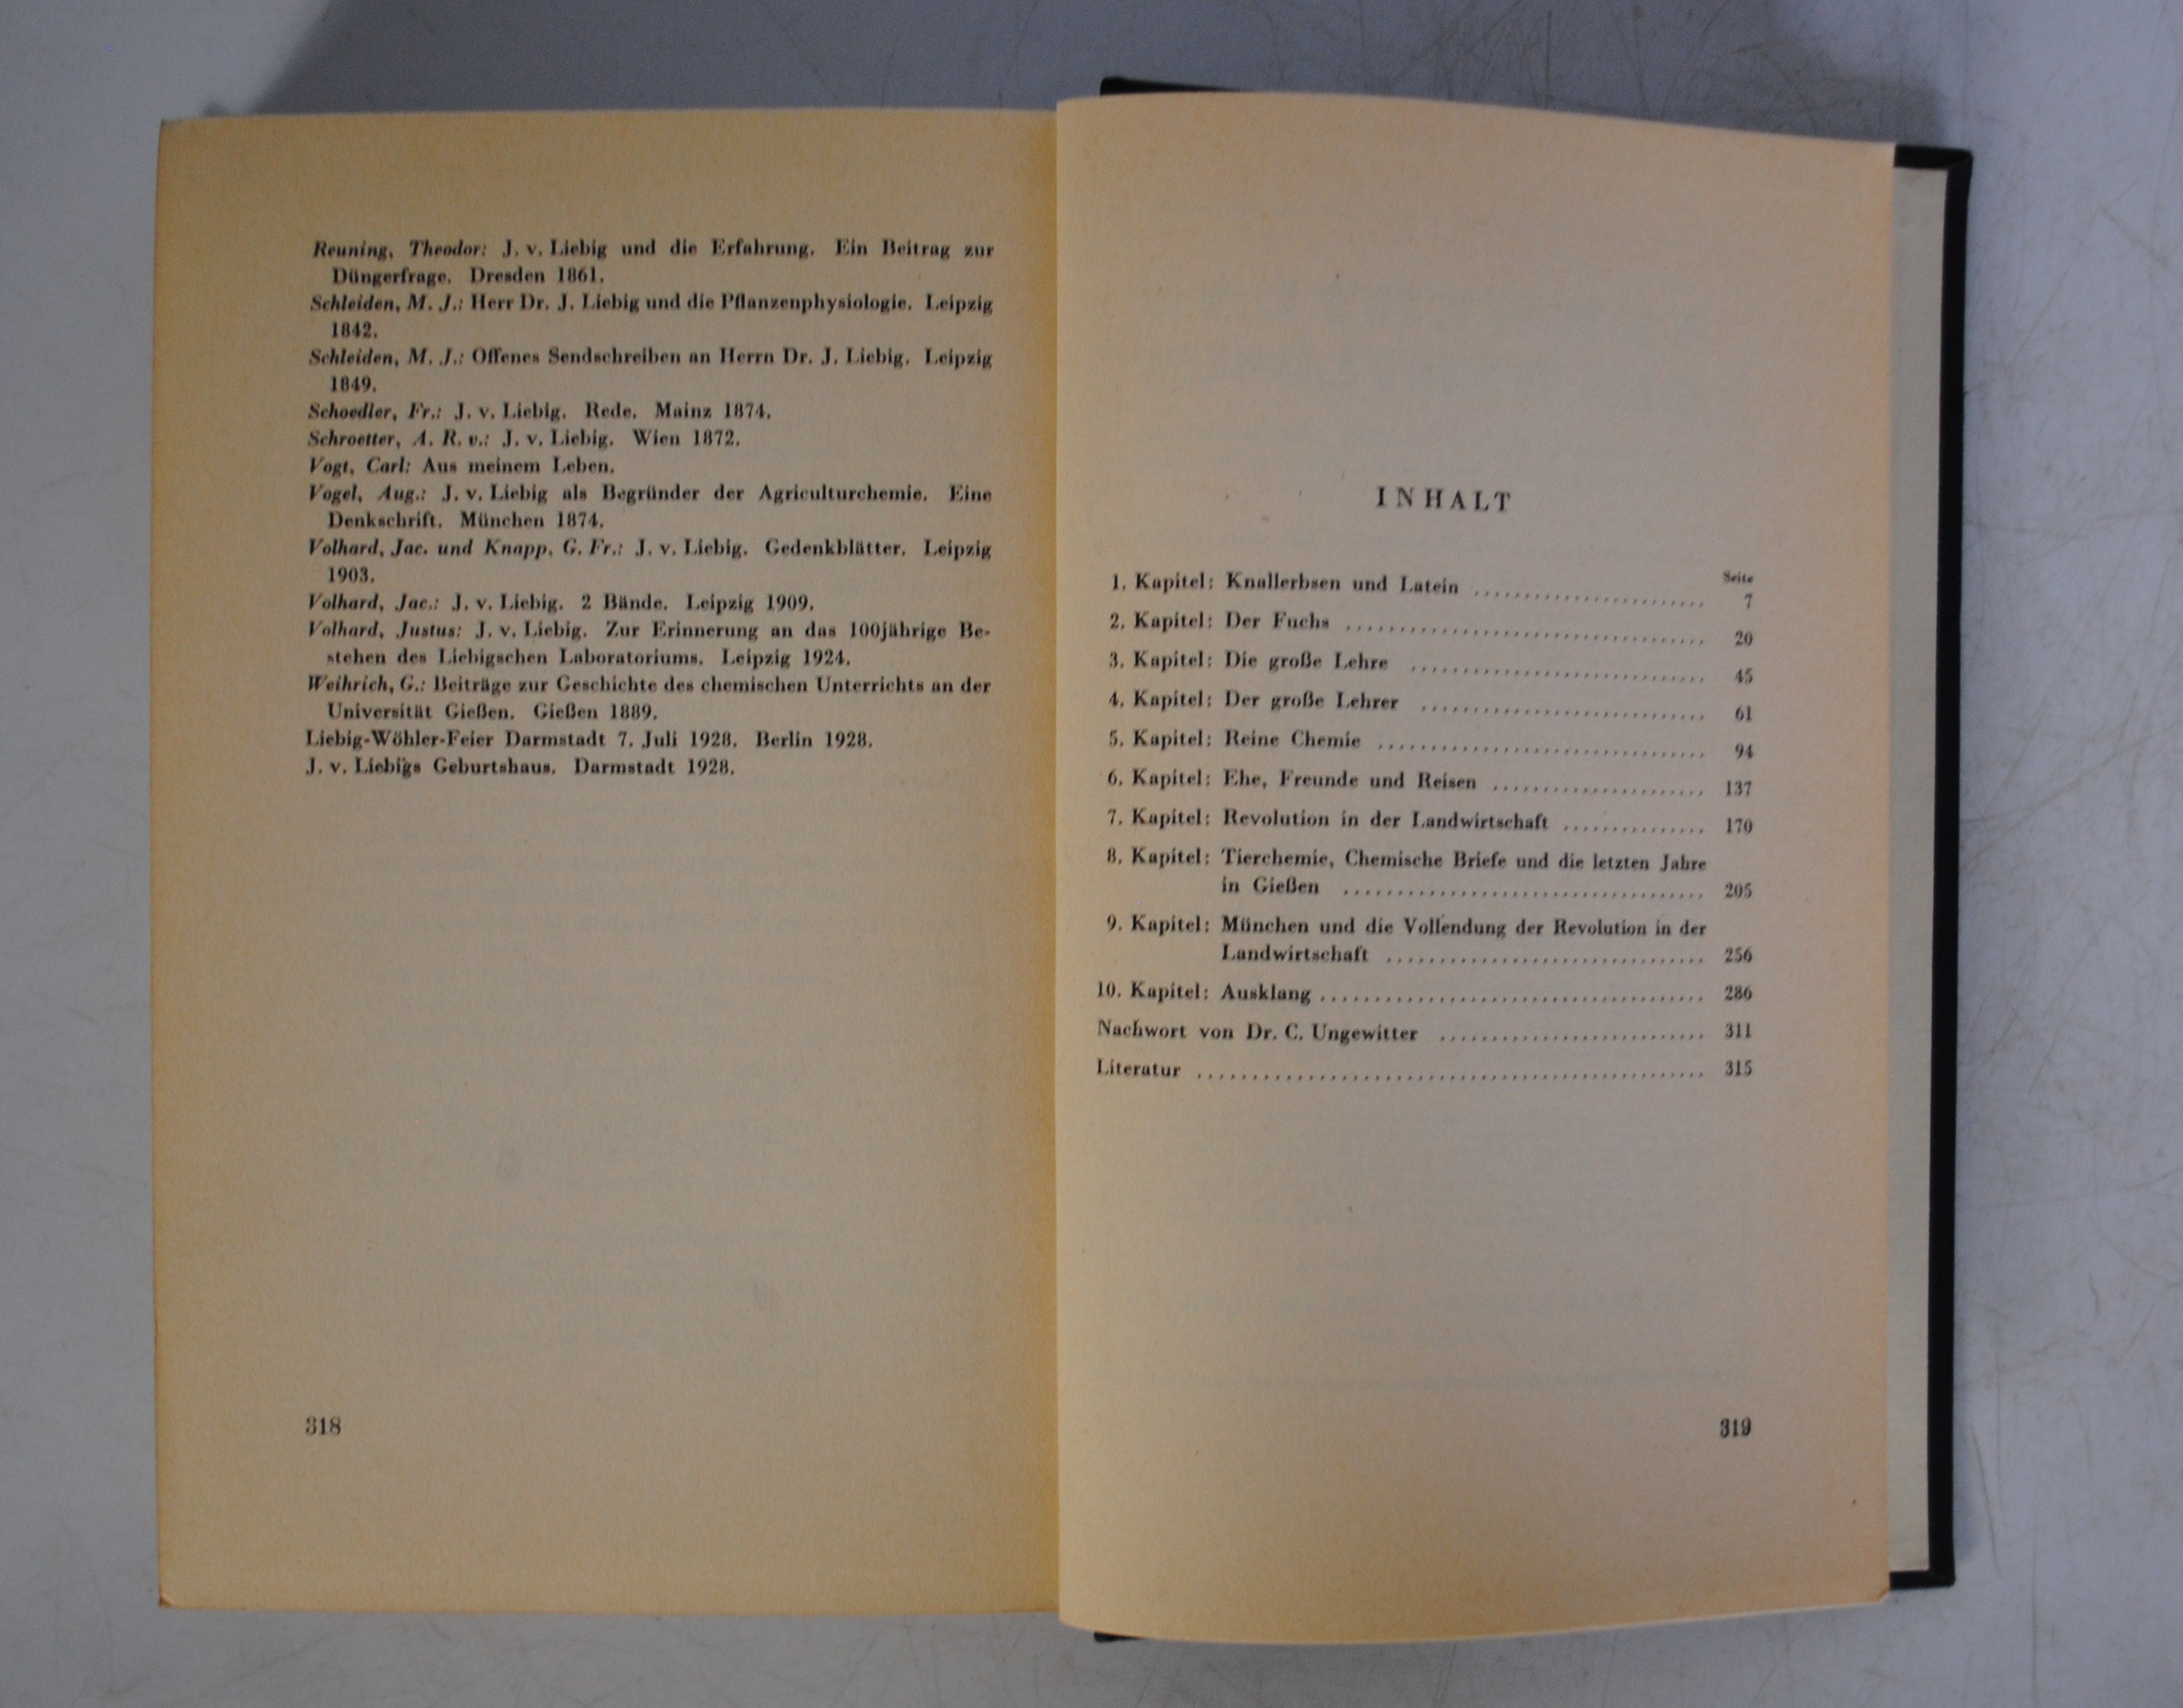 Reuning, Theodor: J. v. Liebig und die Erfahrung. Ein Beitrag zur
Düngerfrage. Dresden 1861.
Schleiden, M. J.: Herr Dr. J. Liebig und die Pflanzenphysiologie. Leipzig
1842.
Schleiden, M. J.: Offenes Sendschreiben an Herrn Dr. J. Liebig. Leipzig
1849.
Schoedler, Fr.: J. v. Liebig. Rede. Mainz 1874.
Schroetter, A. R. v.: J. v. Liebig. Wien 1872.
Vogt, Carl: Aus meinem Leben.
Vogel, Aug.: J. v. Liebig als Begründer der Agriculturchemie. Eine
Denkschrift. München 1874.
Volhard, Jac. und Knapp, G. Fr.: J. v. Liebig. Gedenkblätter. Leipzig
1903.
Volhard, Jac.: J. v. Liebig. 2 Bände. Leipzig 1909.
Volhard, Justus: J. v. Liebig. Zur Erinnerung an das 100jährige Be-
stehen des Liebigschen Laboratoriums. Leipzig 1924.
Weihrich, G.: Beiträge zur Geschichte des chemischen Unterrichts an der
Universität Gießen. Gießen 1889.
Liebig-Wöhler-Feier Darmstadt 7. Juli 1928. Berlin 1928.
J. v. Liebigs Geburtshaus. Darmstadt 1928.
318
INHALT
Seite
1. Kapitel: Knallerbsen und Latein ........................ 7
2. Kapitel: Der Fuchs ..................................... 20
3. Kapitel: Die große Lehre .............................. 45
4. Kapitel: Der große Lehrer ............................. 61
5. Kapitel: Reine Chemie ................................. 94
6. Kapitel: Ehe, Freunde und Reisen ...................... 137
7. Kapitel: Revolution in der Landwirtschaft ............... 170
8. Kapitel: Tierchemie, Chemische Briefe und die letzten Jahre
in Gießen ..................................... 205
9. Kapitel: München und die Vollendung der Revolution in der
Landwirtschaft ................................. 256
10. Kapitel: Ausklang ....................................... 286
Nachwort von Dr. C. Ungewitter ........................... 311
Literatur ..................................................... 315
319